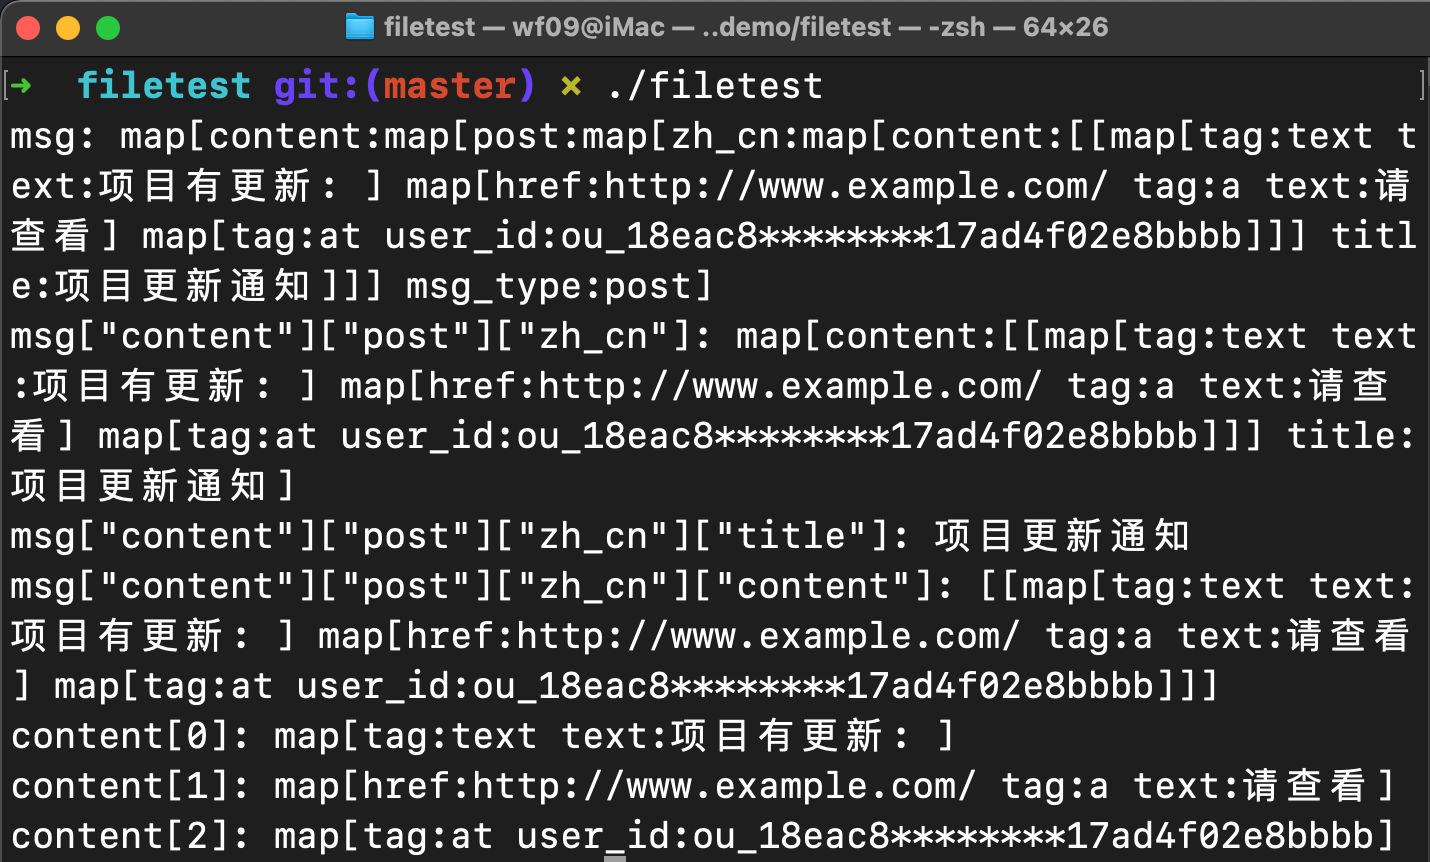 filetest — wf09@iMac — ..demo/filetest — -zsh — 64×26
[➜  filetest git:(master) × ./filetest ]
msg: map[content:map[post:map[zh_cn:map[content:[[map[tag:text t
ext:项目有更新: ] map[href:http://www.example.com/ tag:a text:请
查看] map[tag:at user_id:ou_18eac8********17ad4f02e8bbbb]]] titl
e:项目更新通知]]] msg_type:post]
msg["content"]["post"]["zh_cn"]: map[content:[[map[tag:text text
:项目有更新: ] map[href:http://www.example.com/ tag:a text:请查
看] map[tag:at user_id:ou_18eac8********17ad4f02e8bbbb]]] title:
项目更新通知]
msg["content"]["post"]["zh_cn"]["title"]: 项目更新通知
msg["content"]["post"]["zh_cn"]["content"]: [[map[tag:text text:
项目有更新: ] map[href:http://www.example.com/ tag:a text:请查看
] map[tag:at user_id:ou_18eac8********17ad4f02e8bbbb]]]
content[0]: map[tag:text text:项目有更新: ]
content[1]: map[href:http://www.example.com/ tag:a text:请查看]
content[2]: map[tag:at user_id:ou_18eac8********17ad4f02e8bbbb]